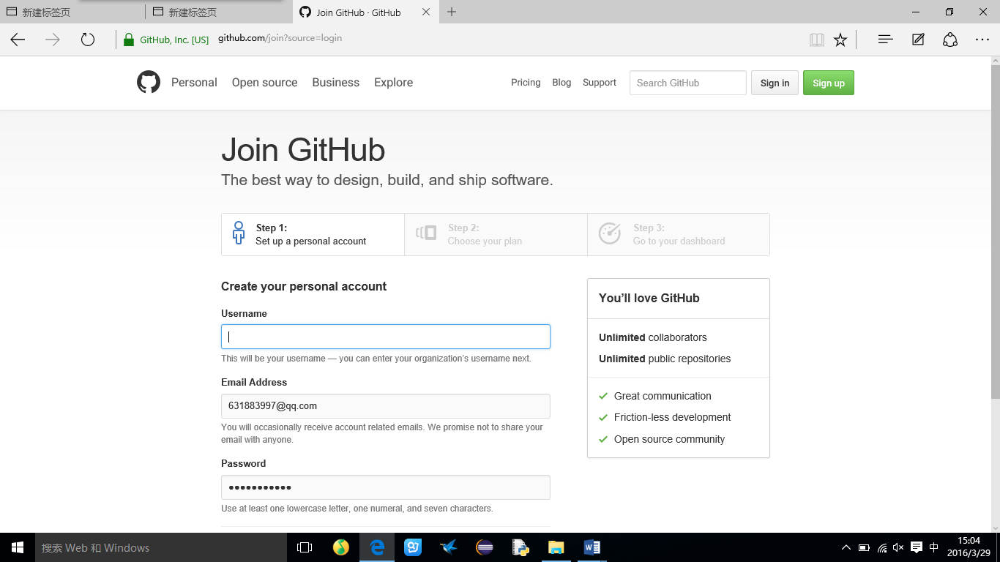 新建标签页 新建标签页 Join GitHub · GitHub
GitHub, Inc. [US] github.com/join?source=login
Personal Open source Business Explore Pricing Blog Support Search GitHub Sign in Sign up
Join GitHub
The best way to design, build, and ship software.
Step 1:
Set up a personal account
Step 2:
Choose your plan
Step 3:
Go to your dashboard
Create your personal account
Username
This will be your username — you can enter your organization's username next.
Email Address
631883997@qq.com
You will occasionally receive account related emails. We promise not to share your
email with anyone.
Password
•••••••••••
Use at least one lowercase letter, one numeral, and seven characters.
You'll love GitHub
Unlimited collaborators
Unlimited public repositories
Great communication
Friction-less development
Open source community
搜索 Web 和 Windows
中
15:04
2016/3/29